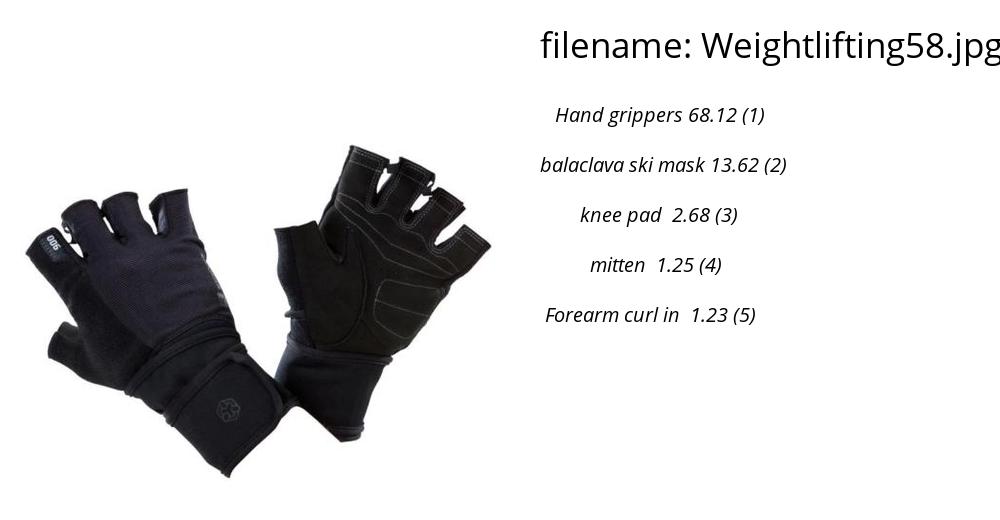 filename: Weightlifting58.jpg
Hand grippers 68.12 (1)
balaclava ski mask 13.62 (2)
knee pad  2.68 (3)
mitten  1.25 (4)
Forearm curl in  1.23 (5)
900